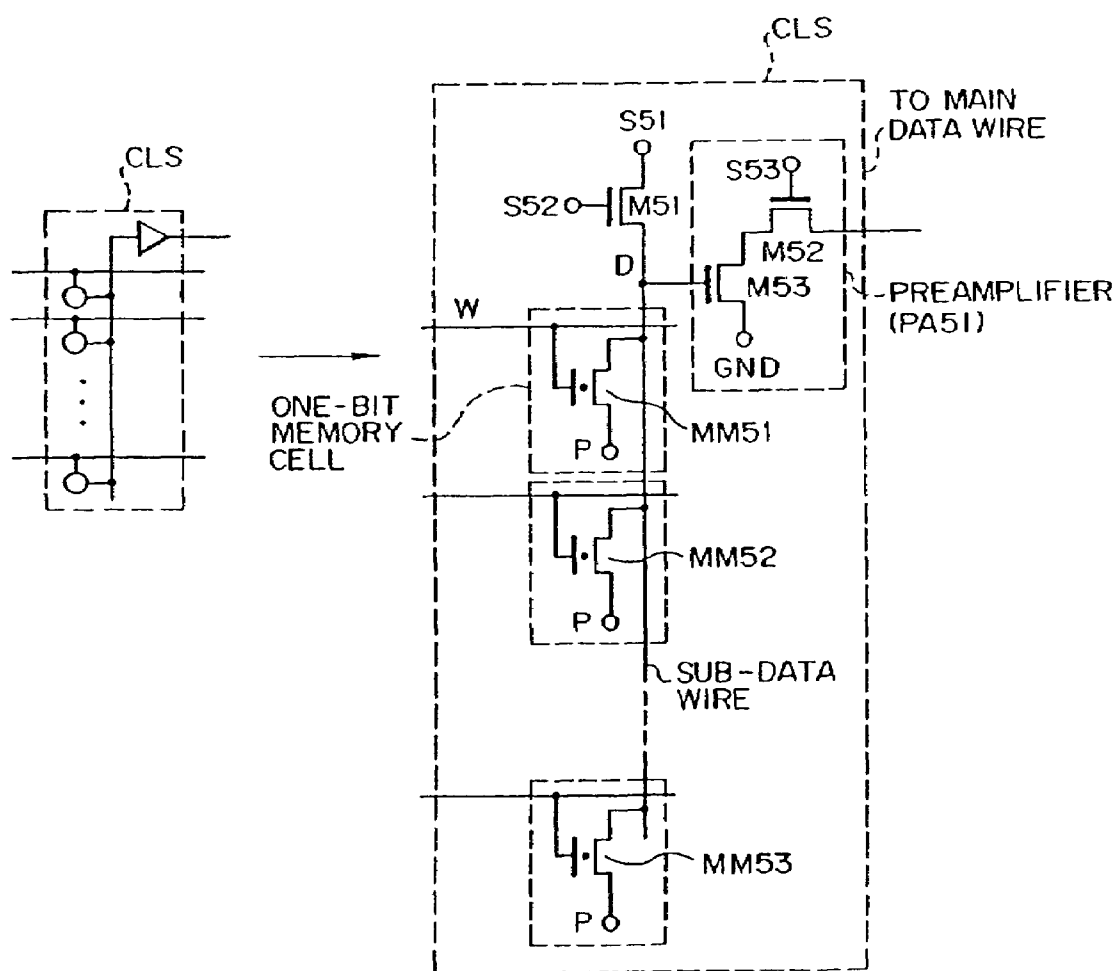 CLS
CLS
TO MAIN
DATA WIRE
S51
S53
S52
M51
M52
D
M53
PREAMPLIFIER
(PA51)
W
GND
ONE-BIT
MEMORY
CELL
MM51
P
MM52
P
SUB-DATA
WIRE
MM53
P